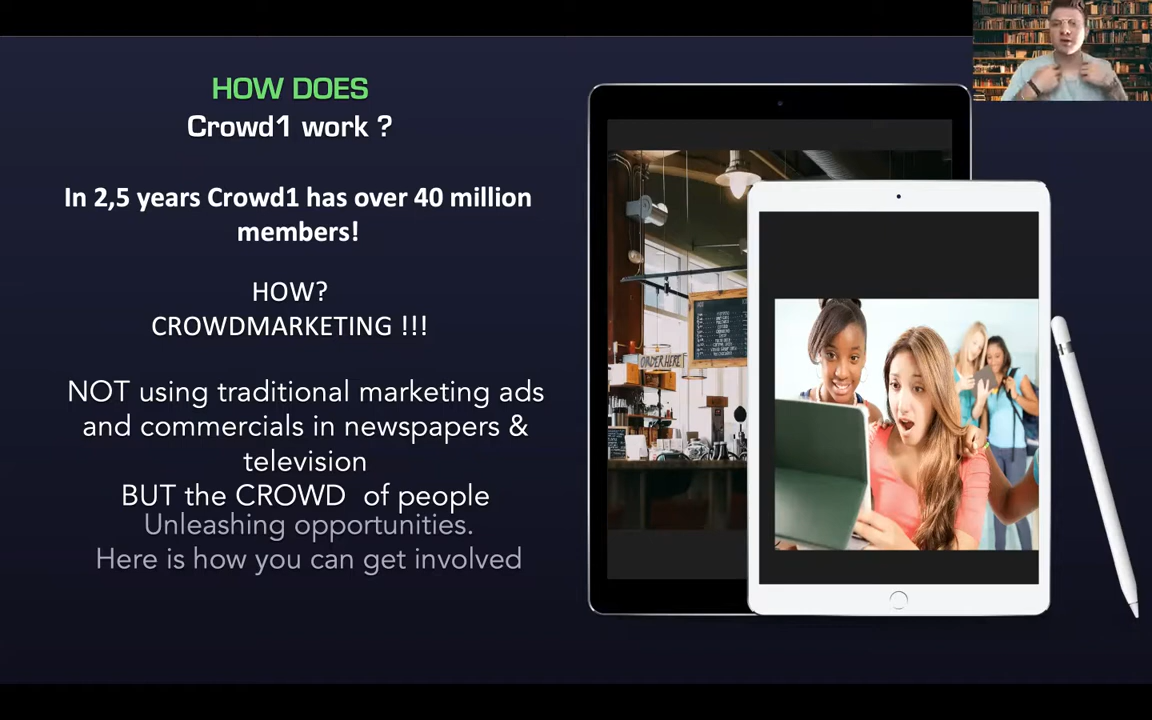 HOW DOES
Crowd1 work ?
In 2,5 years Crowd1 has over 40 million
members!
HOW?
CROWDMARKETING !!!
NOT using traditional marketing ads
and commercials in newspapers &
television
BUT the CROWD of people
Unleashing opportunities.
Here is how you can get involved
ORDER HERE